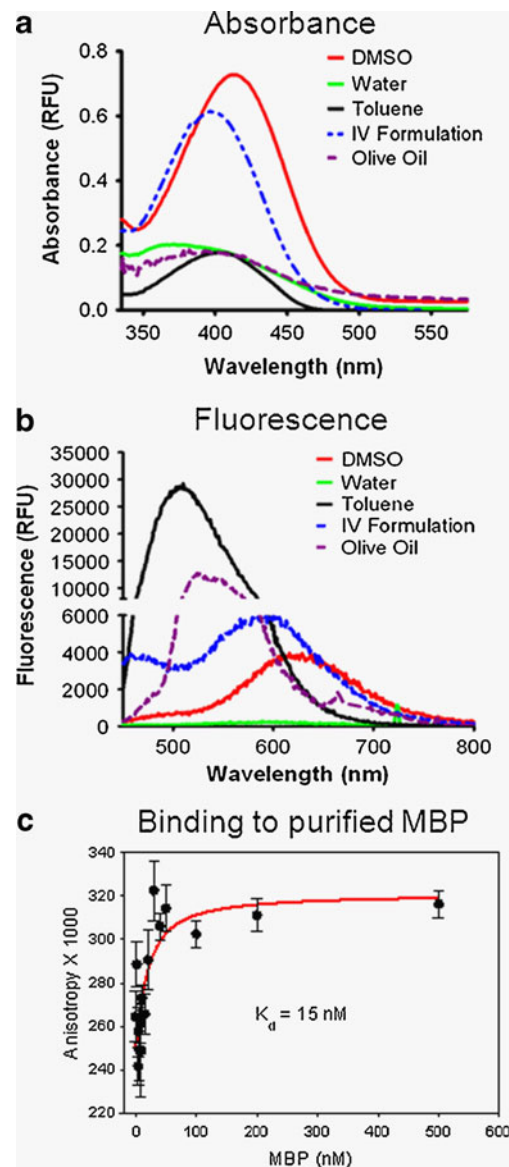 a Absorbance
DMSO
Water
Toluene
IV Formulation
Olive Oil
Absorbance (RFU)
0.8
0.6
0.4
0.2
0.0
350 400 450 500 550
Wavelength (nm)
b Fluorescence
DMSO
Water
Toluene
IV Formulation
Olive Oil
Fluorescence (RFU)
35000
30000
25000
20000
15000
10000
6000
4000
2000
0
500 600 700 800
Wavelength (nm)
c Binding to purified MBP
Anisotropy X 1000
340
320
300
280
260
240
220
Kd = 15 nM
0 100 200 300 400 500 600
MBP (nM)